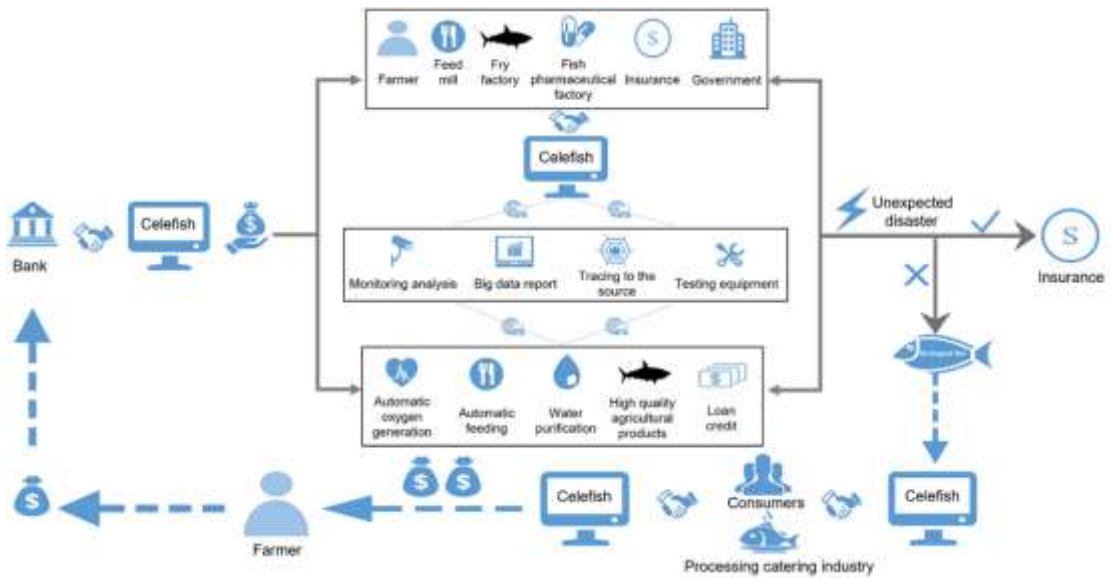 Farmer
Feed
mill
Fry
factory
Fish
pharmaceutical
factory
Insurance
Government
Celefish
Bank
Celefish
Monitoring analysis
Big data report
Tracing to the
source
Testing equipment
Unexpected
disaster
S
Insurance
Automatic
oxygen
generation
Automatic
feeding
Water
purification
High quality
agricultural
products
Loan
credit
Farmer
Celefish
Consumers
Processing catering industry
Celefish